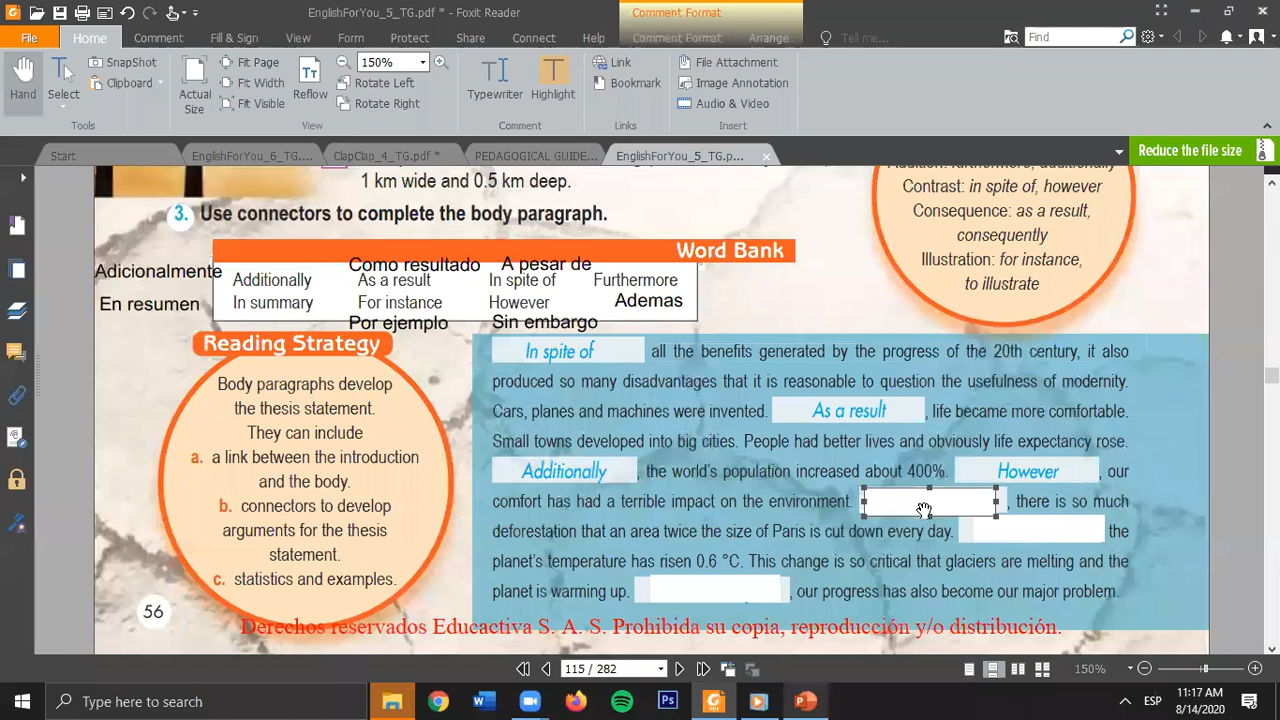 EnglishForYou_5_TG.pdf * - Foxit Reader
Comment Format
File Home Comment Fill & Sign View Form Protect Share Connect Help Comment Format Arrange Tell me... Find
Hand Select SnapShot Clipboard Actual Size Fit Page Fit Width Fit Visible Reflow 150% Rotate Left Rotate Right Typewriter Highlight Link Bookmark File Attachment Image Annotation Audio & Video
Tools View Comment Links Insert
Start EnglishForYou_6_TG.... ClapClap_4_TG.pdf * PEDAGOGICAL GUIDE... EnglishForYou_5_TG.p... Reduce the file size
1 km wide and 0.5 km deep.
Contrast: in spite of, however
Consequence: as a result,
consequently
Illustration: for instance,
to illustrate
3. Use connectors to complete the body paragraph.
Word Bank
Adicionalmente Como resultado A pesar de
Additionally As a result In spite of Furthermore
En resumen In summary For instance However Ademas
Por ejemplo Sin embargo
Reading Strategy
Body paragraphs develop
the thesis statement.
They can include
a. a link between the introduction
and the body.
b. connectors to develop
arguments for the thesis
statement.
c. statistics and examples.
In spite of all the benefits generated by the progress of the 20th century, it also
produced so many disadvantages that it is reasonable to question the usefulness of modernity.
Cars, planes and machines were invented. As a result , life became more comfortable.
Small towns developed into big cities. People had better lives and obviously life expectancy rose.
Additionally , the world's population increased about 400%. However , our
comfort has had a terrible impact on the environment. , there is so much
deforestation that an area twice the size of Paris is cut down every day. the
planet's temperature has risen 0.6 °C. This change is so critical that glaciers are melting and the
planet is warming up. , our progress has also become our major problem.
56
Derechos reservados Educactiva S. A. S. Prohibida su copia, reproducción y/o distribución.
115 / 282 150%
Type here to search
ESP 11:17 AM
8/14/2020